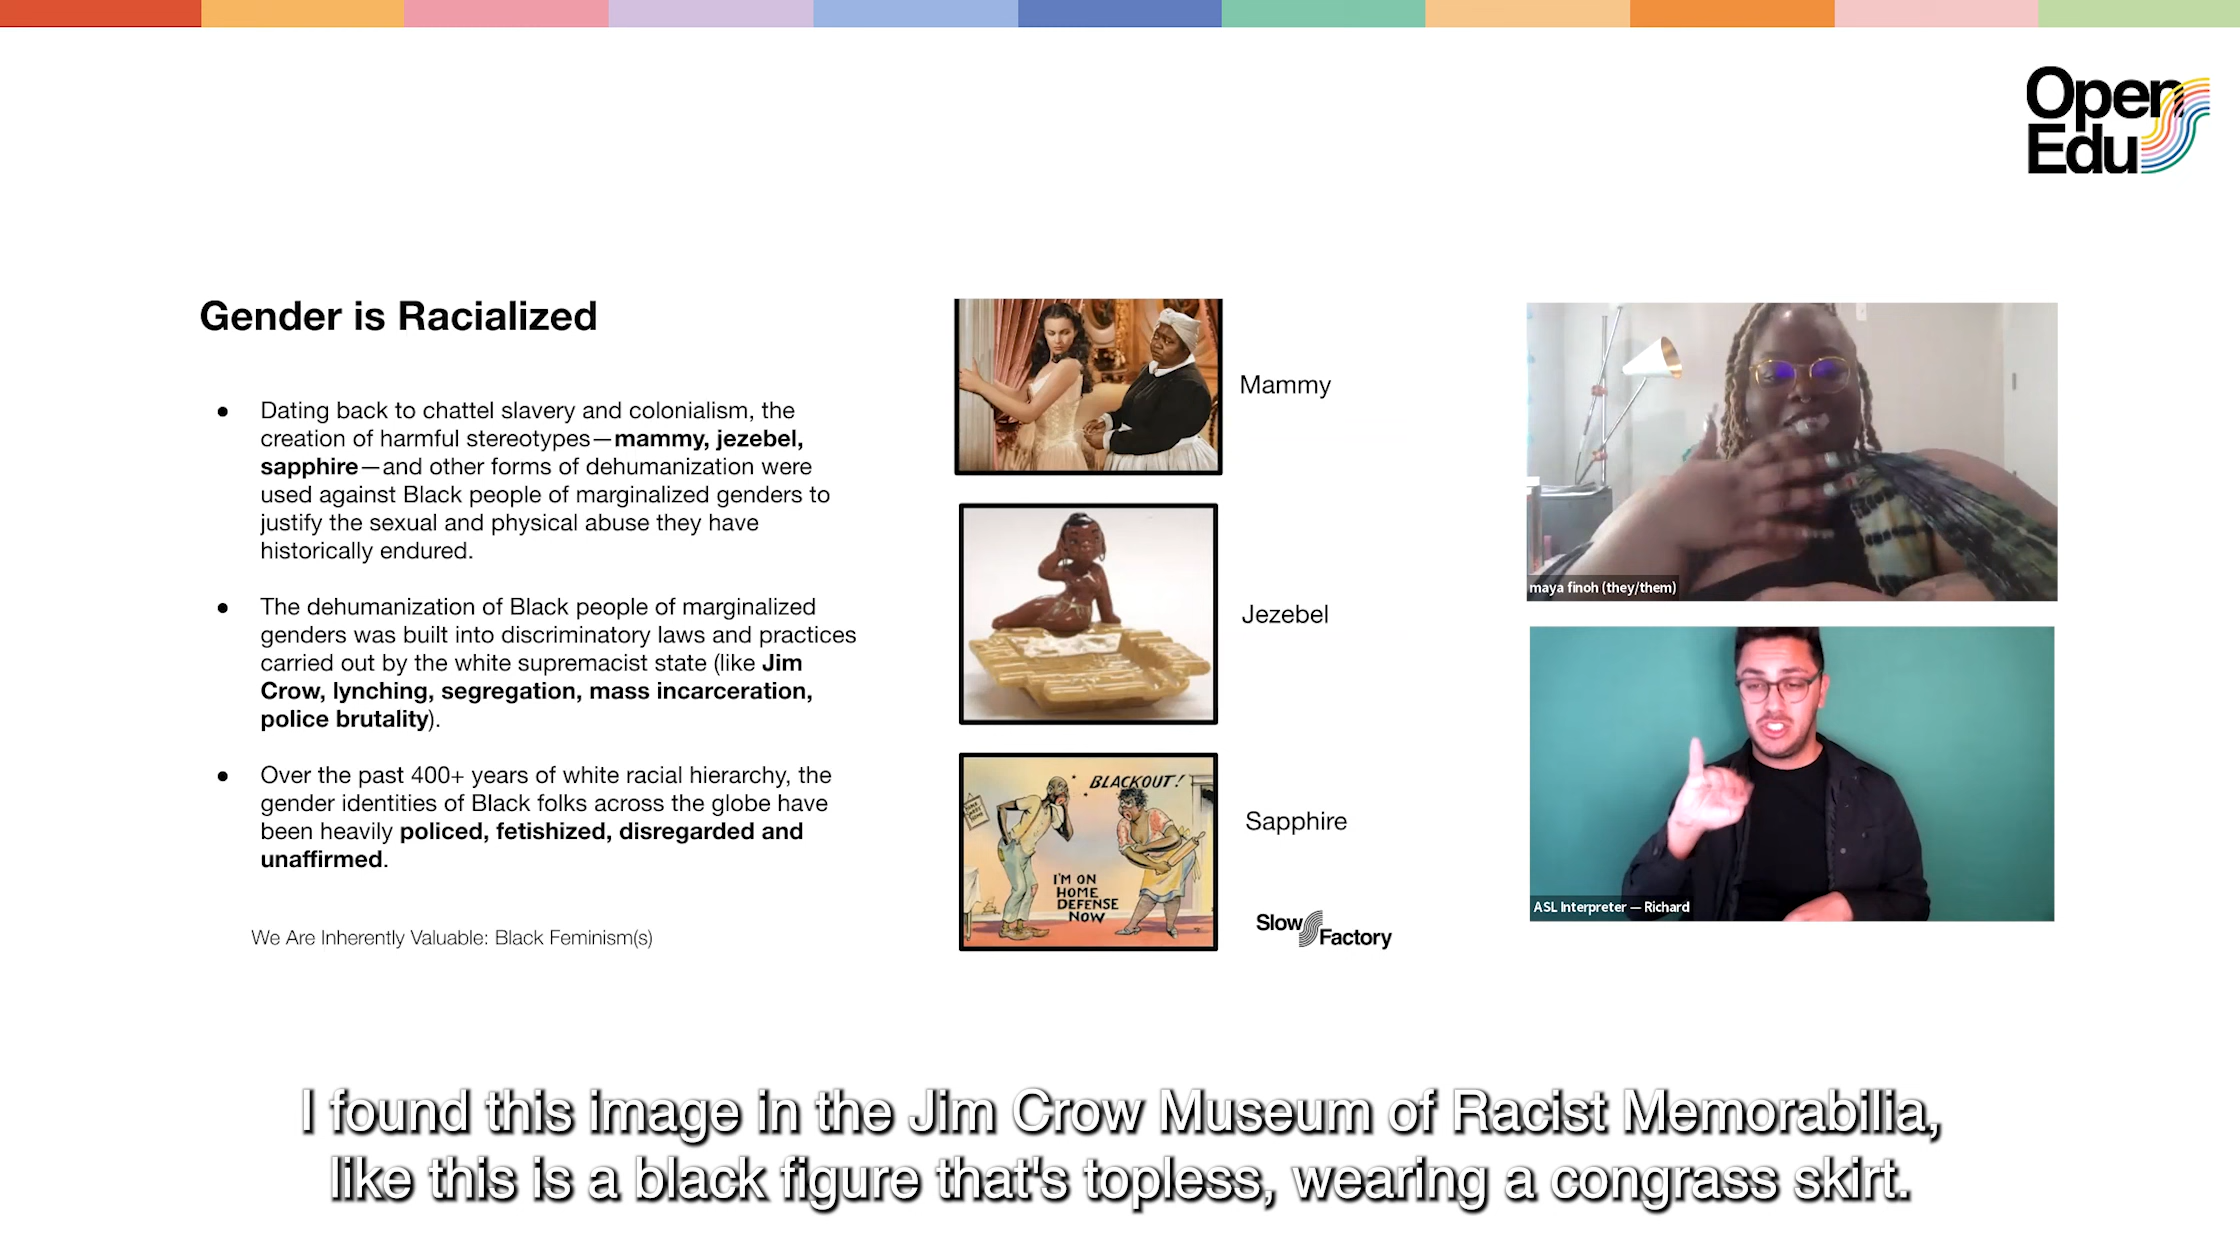 Open
Edu
Gender is Racialized
● Dating back to chattel slavery and colonialism, the
creation of harmful stereotypes—mammy, jezebel,
sapphire—and other forms of dehumanization were
used against Black people of marginalized genders to
justify the sexual and physical abuse they have
historically endured.
● The dehumanization of Black people of marginalized
genders was built into discriminatory laws and practices
carried out by the white supremacist state (like Jim
Crow, lynching, segregation, mass incarceration,
police brutality).
● Over the past 400+ years of white racial hierarchy, the
gender identities of Black folks across the globe have
been heavily policed, fetishized, disregarded and
unaffirmed.
We Are Inherently Valuable: Black Feminism(s)
Mammy
Jezebel
BLACKOUT!
I'M ON
HOME
DEFENSE
NOW
Sapphire
Slow
Factory
maya finoh (they/them)
ASL Interpreter — Richard
I found this image in the Jim Crow Museum of Racist Memorabilia,
like this is a black figure that's topless, wearing a congrass skirt.